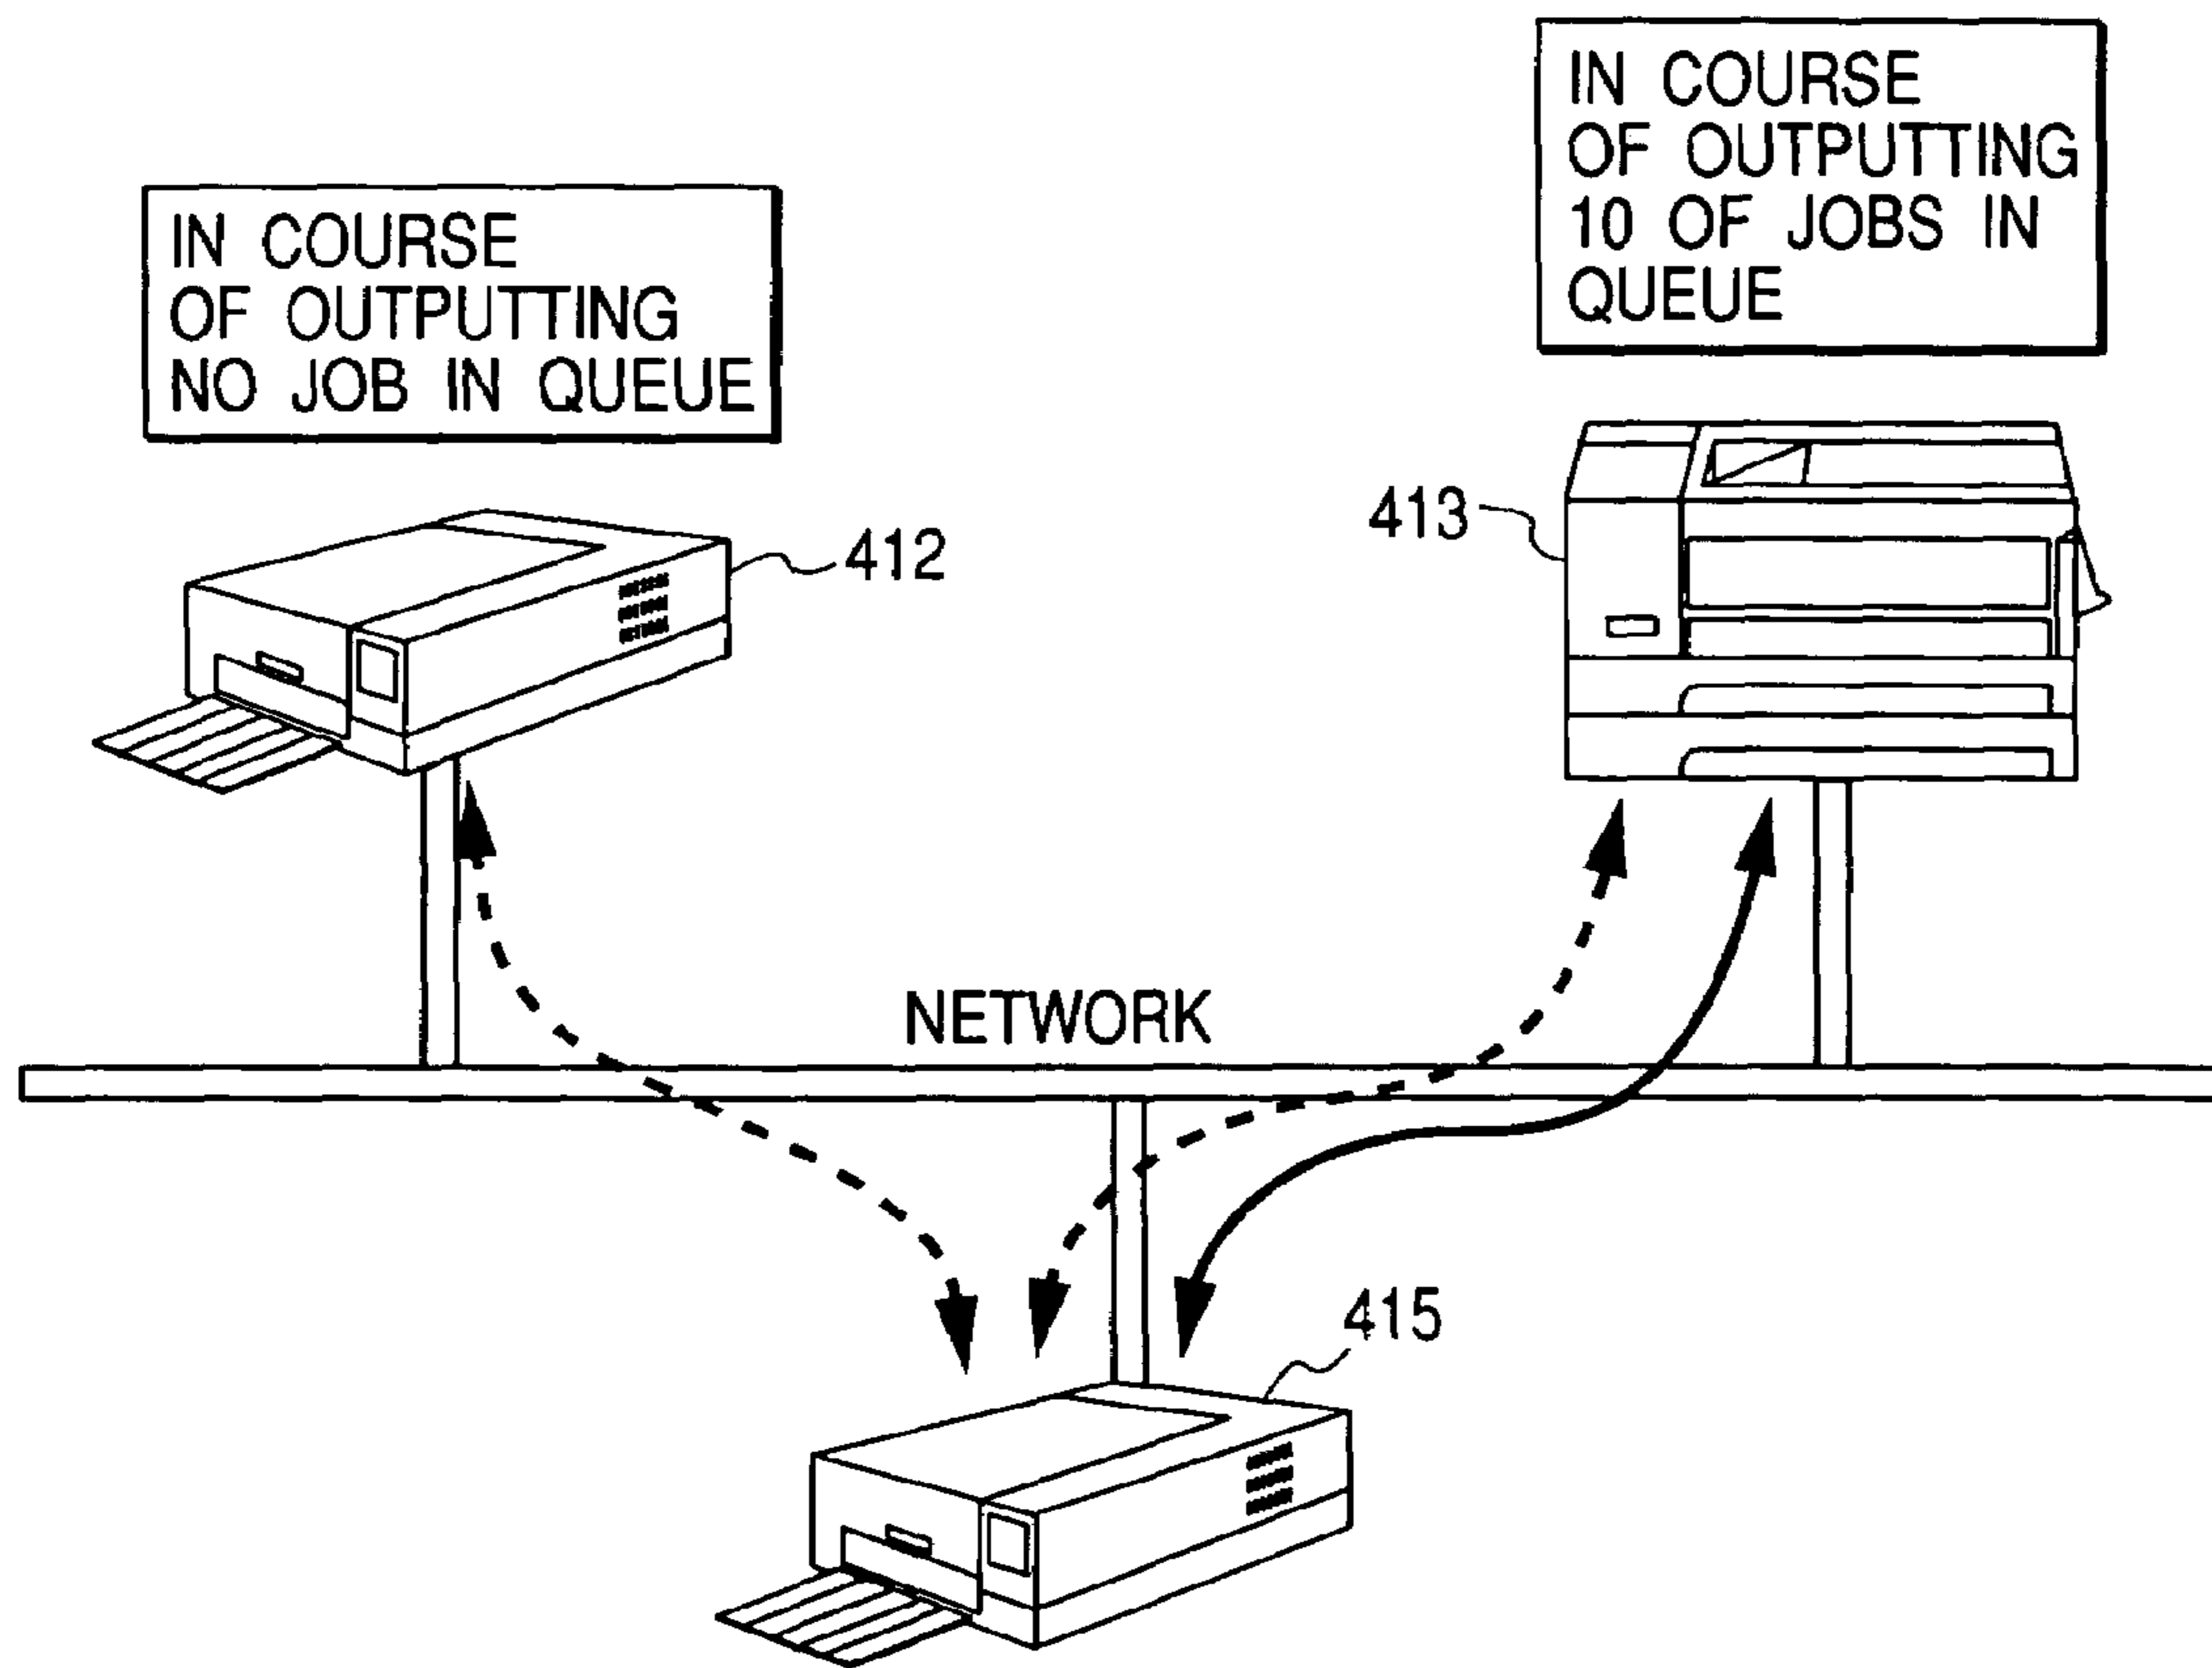 IN COURSE
OF OUTPUTTING
NO JOB IN QUEUE
IN COURSE
OF OUTPUTTING
10 OF JOBS IN
QUEUE
412
413
NETWORK
415